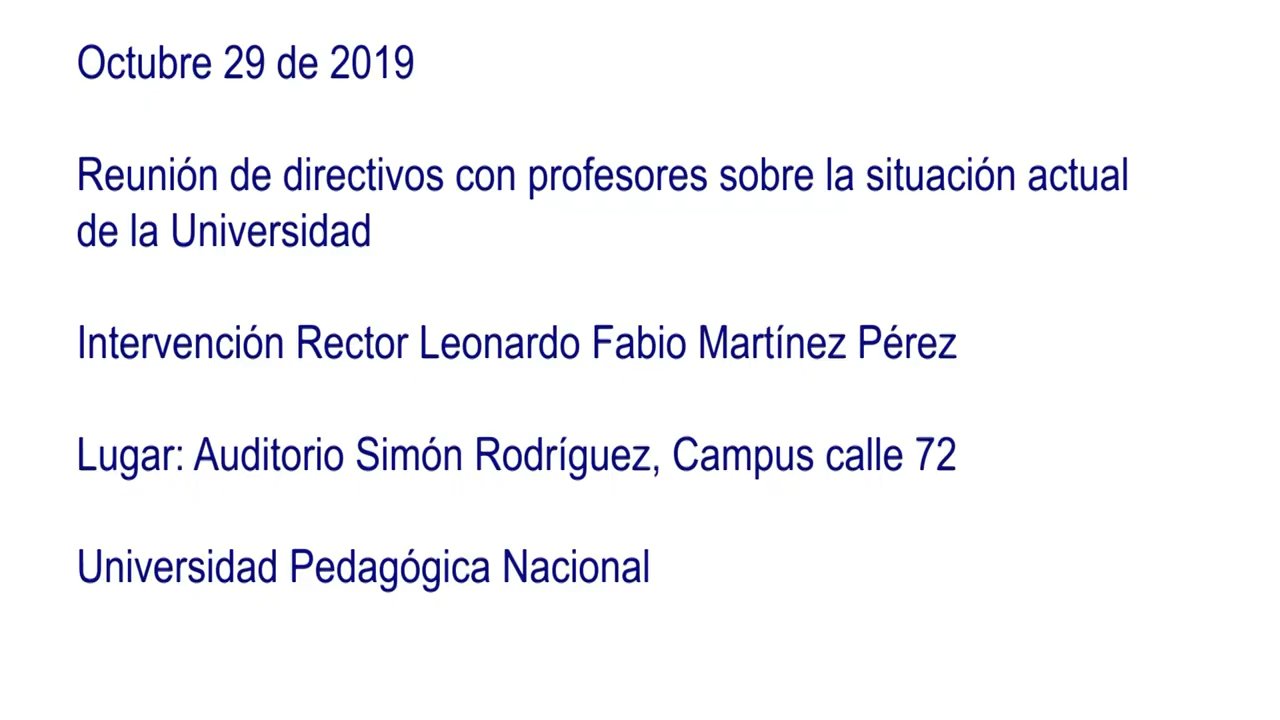 Octubre 29 de 2019
Reunión de directivos con profesores sobre la situación actual
de la Universidad
Intervención Rector Leonardo Fabio Martínez Pérez
Lugar: Auditorio Simón Rodríguez, Campus calle 72
Universidad Pedagógica Nacional